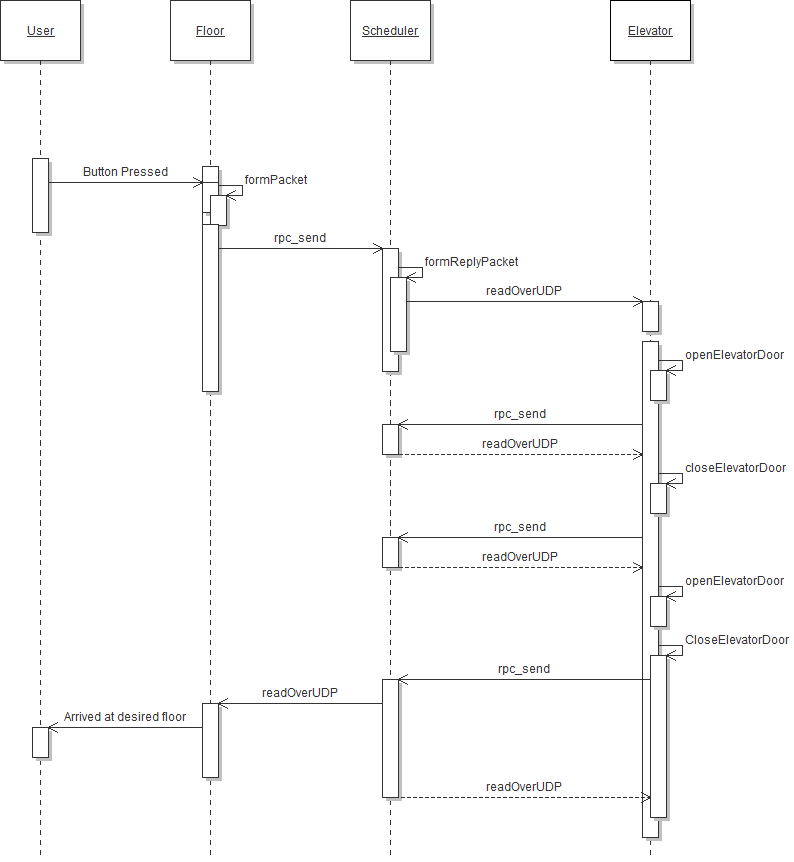 User
Floor
Scheduler
Elevator
Button Pressed
formPacket
rpc_send
formReplyPacket
readOverUDP
openElevatorDoor
rpc_send
readOverUDP
closeElevatorDoor
rpc_send
readOverUDP
openElevatorDoor
CloseElevatorDoor
rpc_send
readOverUDP
Arrived at desired floor
readOverUDP